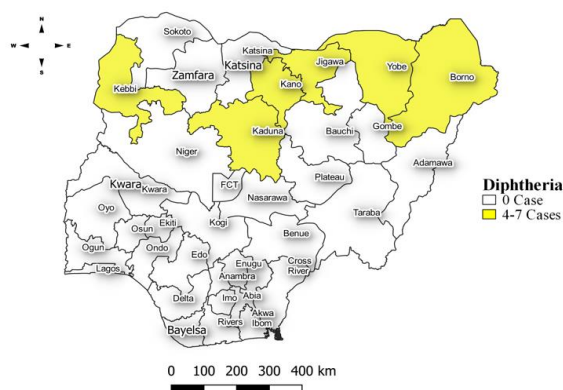 N
W E
S
Sokoto
Katsina
Katsina
Zamfara
Jigawa
Yobe
Borno
Kebbi
Kano
Kaduna
Bauchi
Gombe
Niger
Adamawa
Kwara
Kwara
FCT
Plateau
Nasarawa
Diphtheria
0 Case
4-7 Cases
Oyo
Taraba
Osun
Ekiti
Kogi
Benue
Ogun
Ondo
Edo
Enugu
Cross
River
Lagos
Anambra
Delta
Imo
Abia
Akwa
Ibom
Rivers
Bayelsa
0 100 200 300 400 km